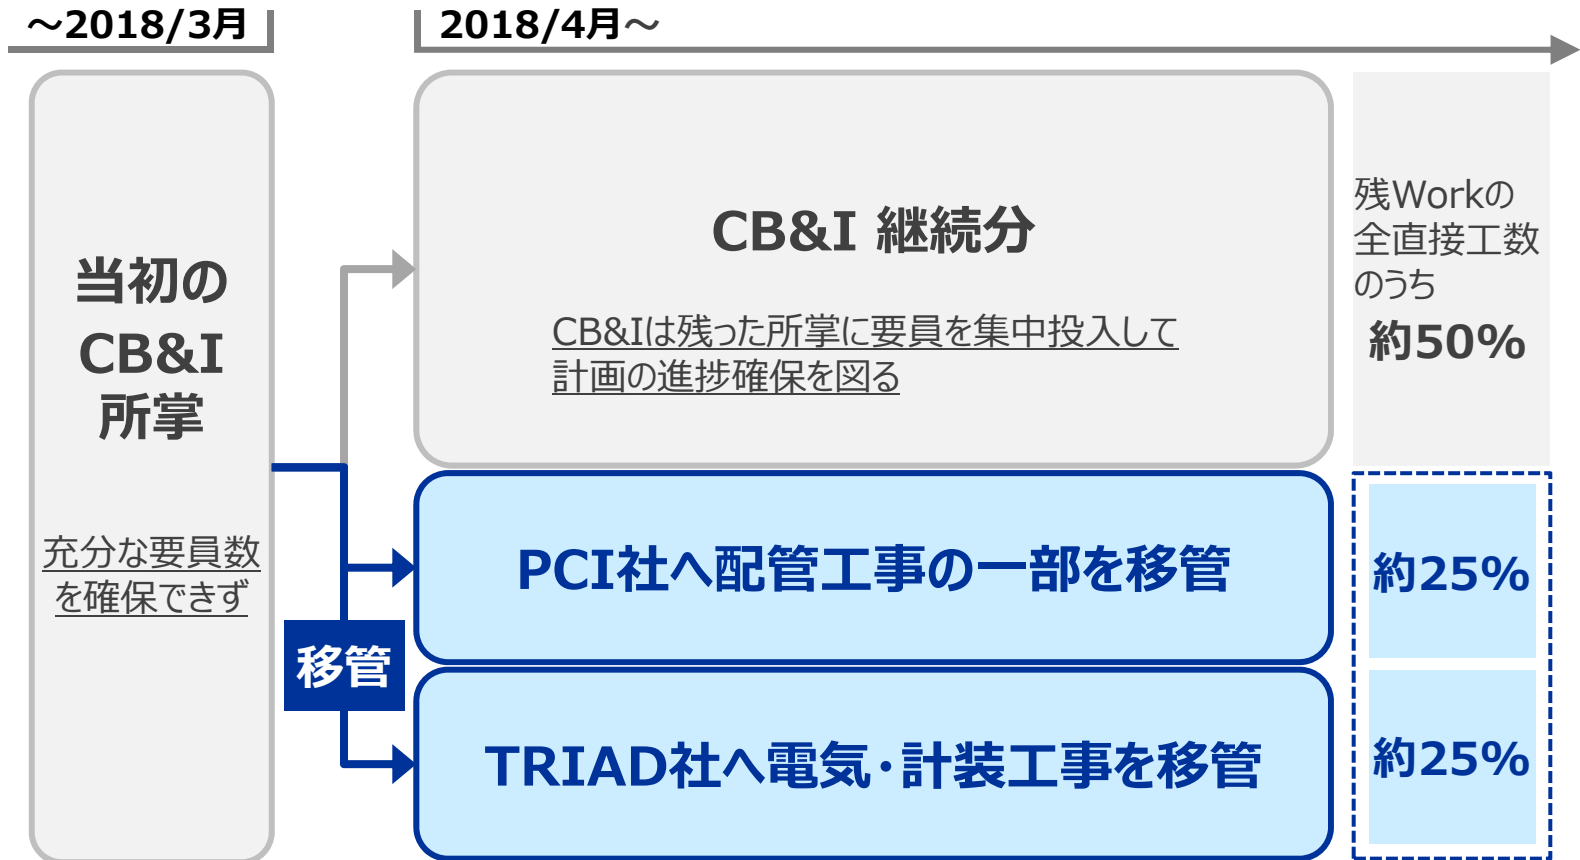 ～2018/3月
2018/4月～
当初の
CB&I
所掌
充分な要員数
を確保できず
移管
CB&I 継続分
CB&Iは残った所掌に要員を集中投入して
計画の進捗確保を図る
残Workの
全直接工数
のうち
約50%
PCI社へ配管工事の一部を移管
約25%
TRIAD社へ電気・計装工事を移管
約25%